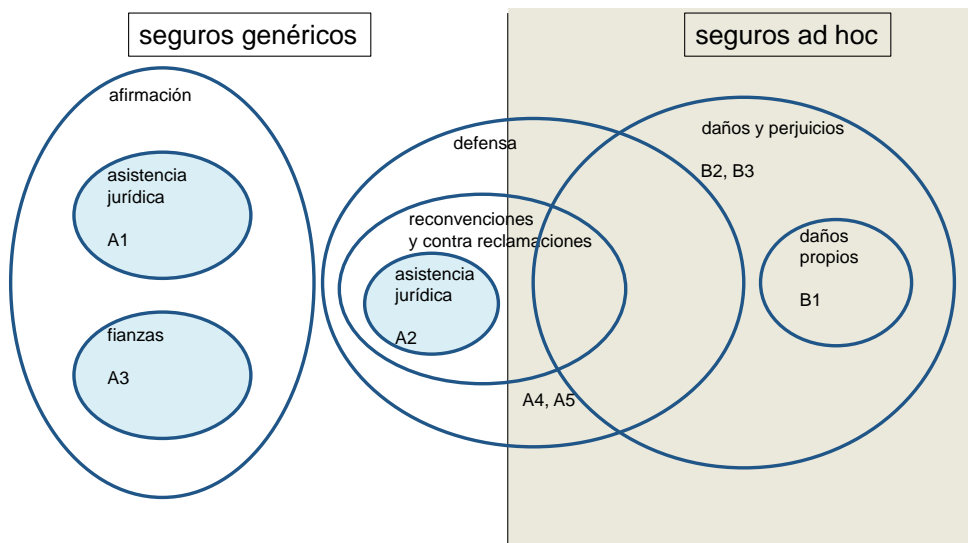 seguros genéricos
seguros ad hoc
afirmación
asistencia
jurídica
A1
fianzas
A3
defensa
reconvenciones
y contra reclamaciones
asistencia
jurídica
A2
A4, A5
daños y perjuicios
B2, B3
daños
propios
B1